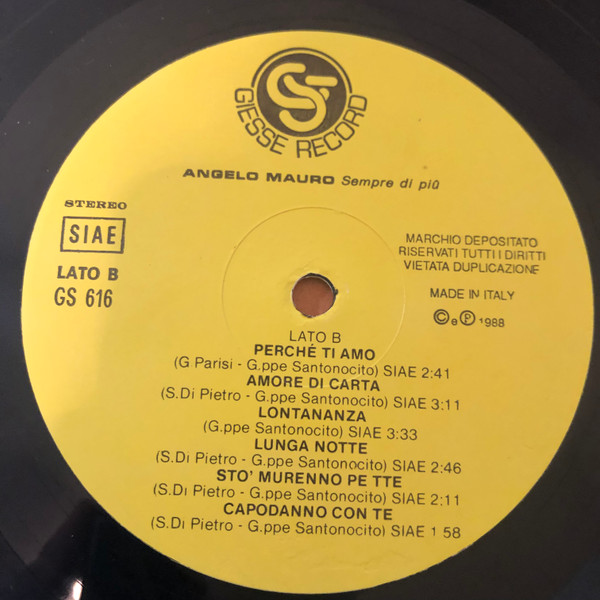 GS
GIESSE RECORD
ANGELO MAURO Sempre di più
STEREO
SIAE
LATO B
GS 616
MARCHIO DEPOSITATO
RISERVATI TUTTI I DIRITTI
VIETATA DUPLICAZIONE
MADE IN ITALY
© e ℗ 1988
LATO B
PERCHÉ TI AMO
(G Parisi - G.ppe Santonocito) SIAE 2:41
AMORE DI CARTA
(S.Di Pietro - G.ppe Santonocito) SIAE 3:11
LONTANANZA
(G.ppe Santonocito) SIAE 3:33
LUNGA NOTTE
(S.Di Pietro - G.ppe Santonocito) SIAE 2:46
STO' MURENNO PE TTE
(S.Di Pietro - G.ppe Santonocito) SIAE 2:11
CAPODANNO CON TE
(S.Di Pietro - G.ppe Santonocito) SIAE 1 58